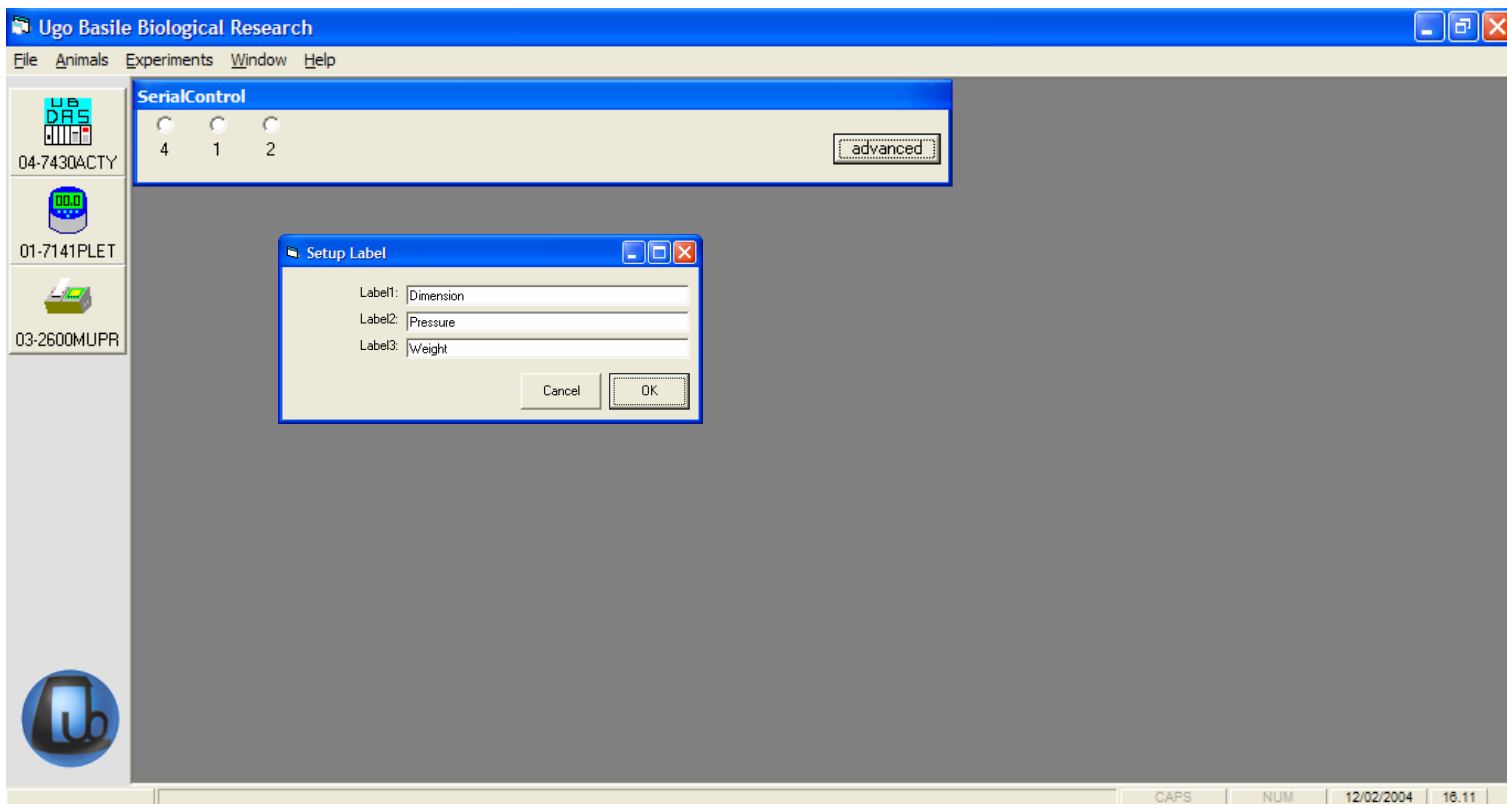 Ugo Basile Biological Research
File Animals Experiments Window Help
UB
DAS
04-7430ACTY
00.0
01-7141PLET
03-2600MUPR
SerialControl
4 1 2
advanced
Setup Label
Label1: Dimension
Label2: Pressure
Label3: Weight
Cancel OK
ub
CAPS NUM 12/02/2004 16.11